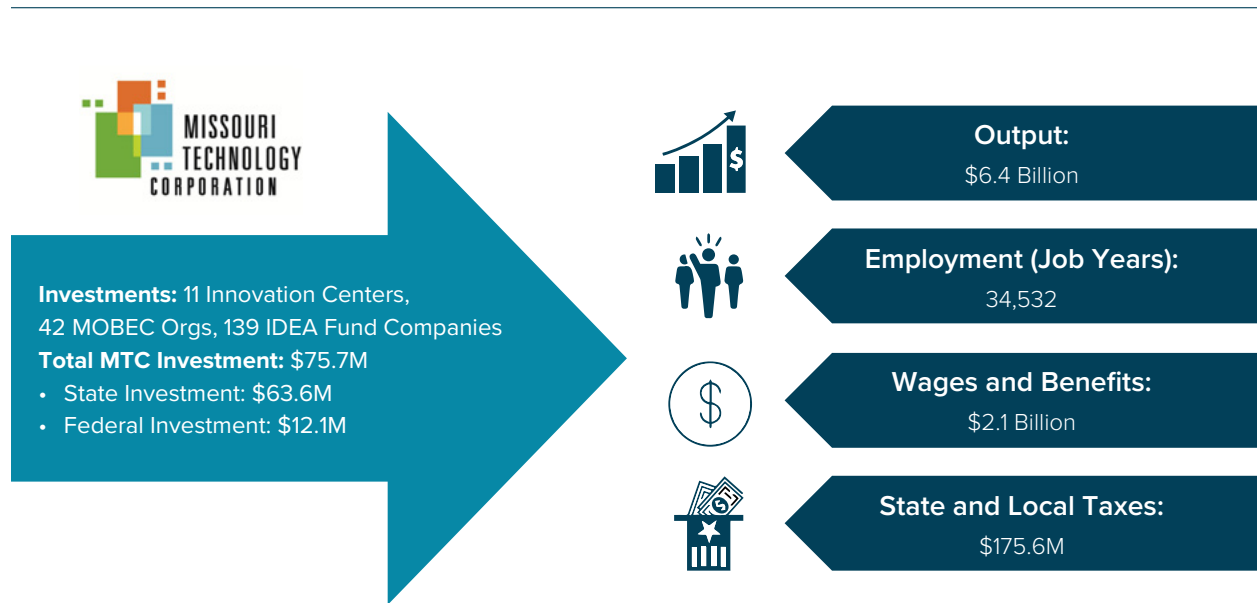 MISSOURI
TECHNOLOGY
CORPORATION
Investments: 11 Innovation Centers,
42 MOBEC Orgs, 139 IDEA Fund Companies
Total MTC Investment: $75.7M
• State Investment: $63.6M
• Federal Investment: $12.1M
$
Output:
$6.4 Billion
Employment (Job Years):
34,532
$
Wages and Benefits:
$2.1 Billion
$
State and Local Taxes:
$175.6M